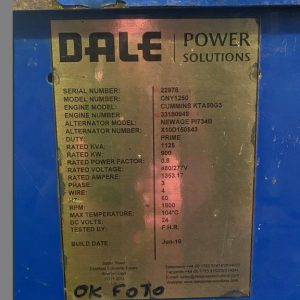 DALE POWER
SOLUTIONS
SERIAL NUMBER: 22978
MODEL NUMBER: CNY1250
ENGINE MODEL: CUMMINS KTA50G3
ENGINE NUMBER: 33180949
ALTERNATOR MODEL: NEWAGE PI734B
ALTERNATOR NUMBER: X10D150843
DUTY: PRIME
RATED KVA: 1125
RATED KW: 900
RATED POWER FACTOR: 0.8
RATED VOLTAGE: 480/277V
RATED AMPERE: 1353.17
PHASE: 3
WIRE: 4
HZ: 60
RPM: 1800
MAX TEMPERATURE: 104°C
DC VOLTS: 24
TESTED BY: F.H.R.
BUILD DATE: Jun-10
OK FOTO